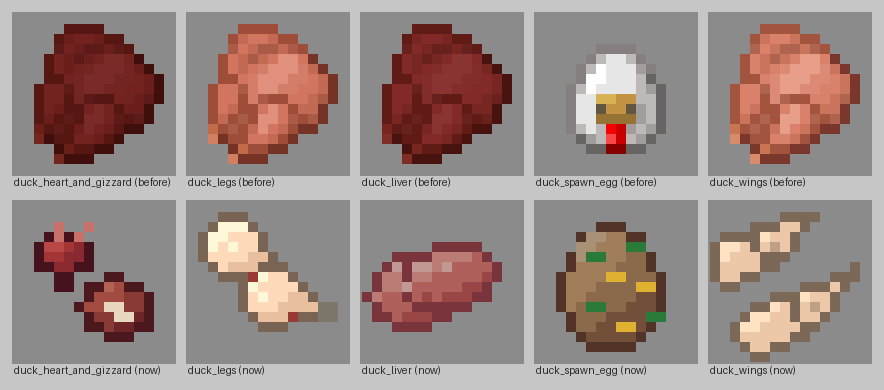 duck_heart_and_gizzard (before)
duck_legs (before)
duck_liver (before)
duck_spawn_egg (before)
duck_wings (before)
duck_heart_and_gizzard (now)
duck_legs (now)
duck_liver (now)
duck_spawn_egg (now)
duck_wings (now)